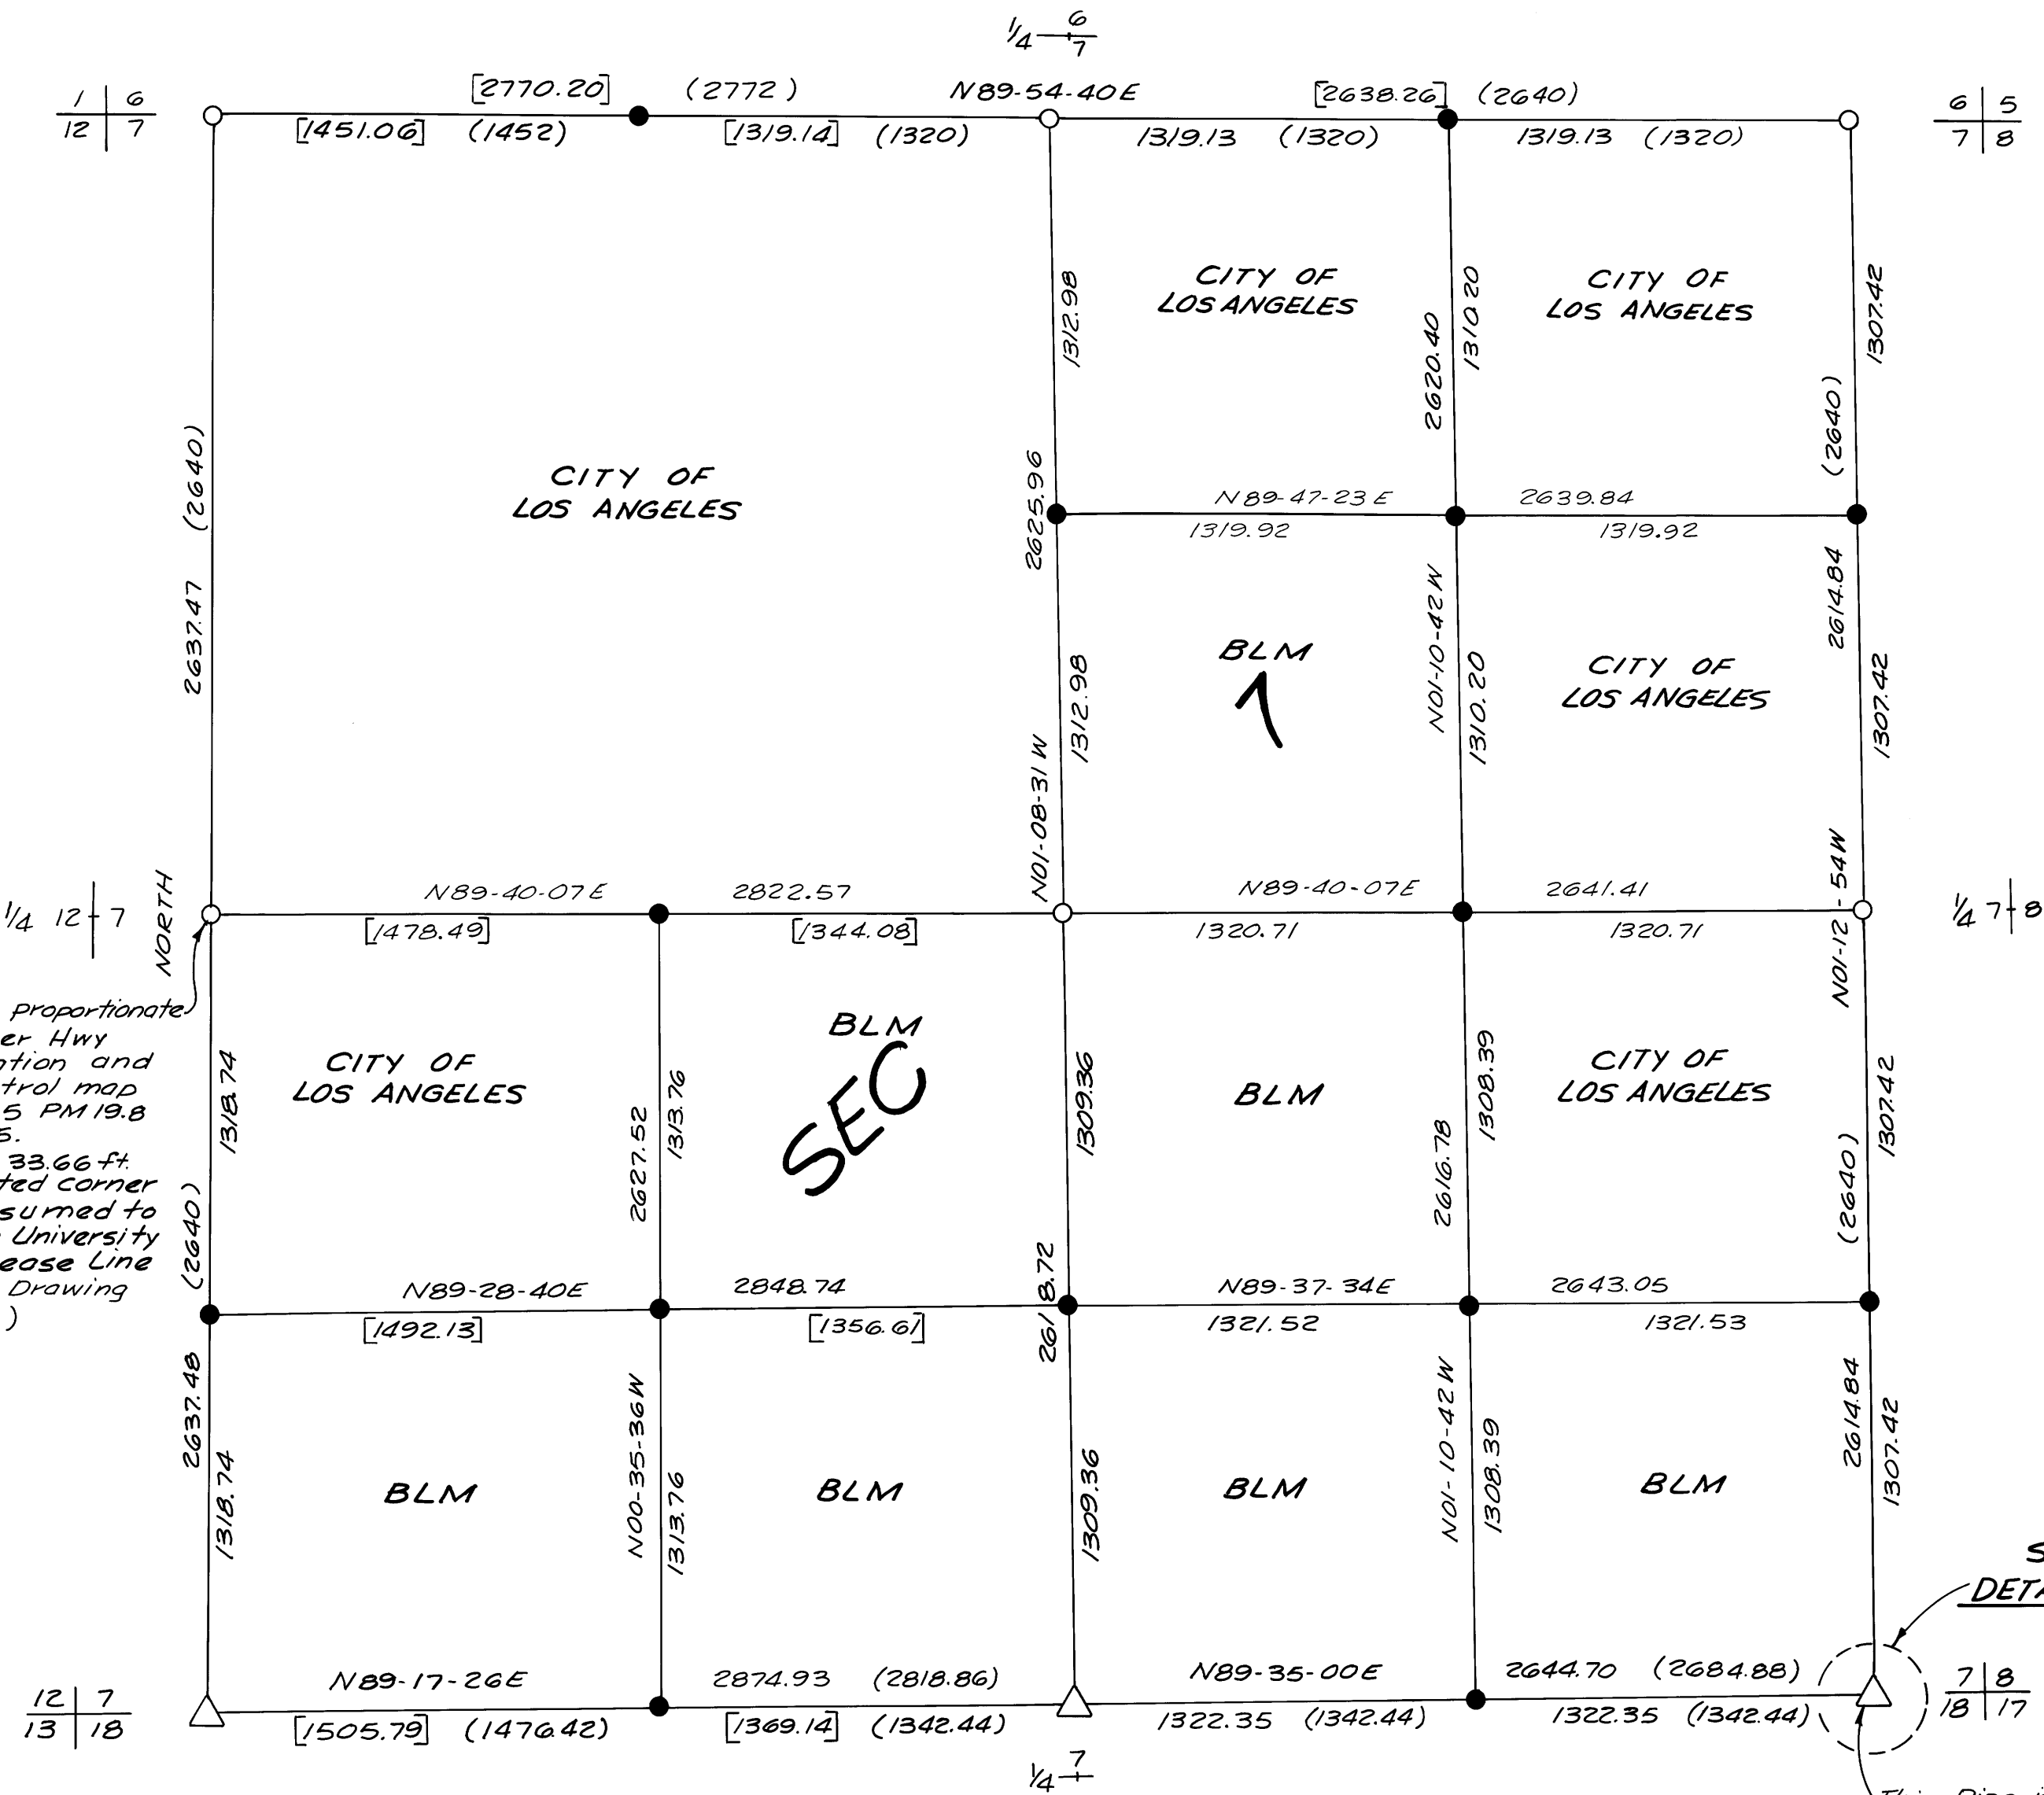 1/4 6
7
1 6
12 7
[2770.20] (2772)
N89-54-40E
[2638.26] (2640)
6 5
7 8
[1451.06] (1452)
[1319.14] (1320)
1319.13 (1320)
1319.13 (1320)
CITY OF
LOS ANGELES
CITY OF
LOS ANGELES
1312.98
2620.40
1310.20
1307.42
(2640)
(2640)
CITY OF
LOS ANGELES
2625.96
N89-47-23E
2639.84
1319.92
1319.92
2637.47
BLM
7
N01-10-42W
2614.84
CITY OF
LOS ANGELES
1312.98
1310.20
1307.42
N01-08-31W
N01-12-54W
NORTH
1/4 12 7
N89-40-07E
2822.57
N89-40-07E
2641.41
1/4 7 8
[1478.49]
[1344.08]
1320.71
1320.71
proportionate
er Hwy
ntion and
trol map
5 PM 19.8
5.
33.66 ft.
ted corner
sumed to
University
ease Line
Drawing
)
1318.74
CITY OF
LOS ANGELES
1313.76
2627.52
BLM
SEC
1309.36
BLM
1308.39
2616.78
CITY OF
LOS ANGELES
1307.42
(2640)
(2640)
2618.72
N89-28-40E
2848.74
N89-37-34E
2643.05
[1492.13]
[1356.61]
1321.52
1321.53
2637.48
N00-35-36W
N01-10-42W
2614.84
1318.74
BLM
1313.76
BLM
1309.36
BLM
1308.39
BLM
1307.42
S
DETA
12 7
13 18
N89-17-26E
2874.93 (2818.86)
N89-35-00E
2644.70 (2684.88)
7 8
18 17
[1505.79] (1476.42)
[1369.14] (1342.44)
1322.35 (1342.44)
1322.35 (1342.44)
1/4 7